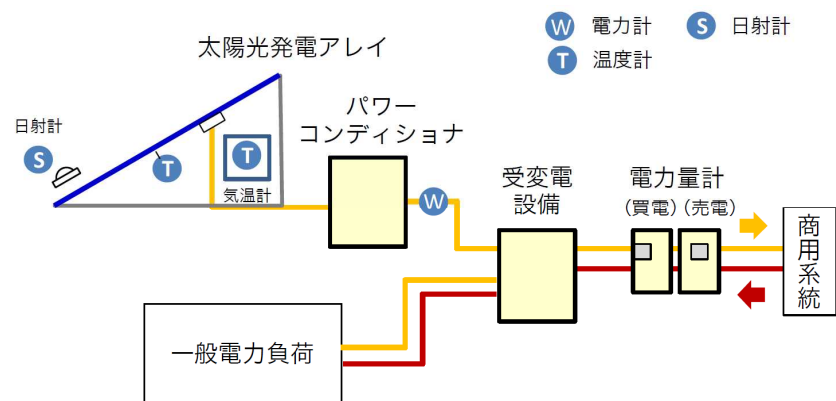 W 電力計 S 日射計
T 温度計
太陽光発電アレイ
日射計
S
T
T
気温計
パワー
コンディショナ
W
受変電
設備
電力量計
(買電)(売電)
商用系統
一般電力負荷